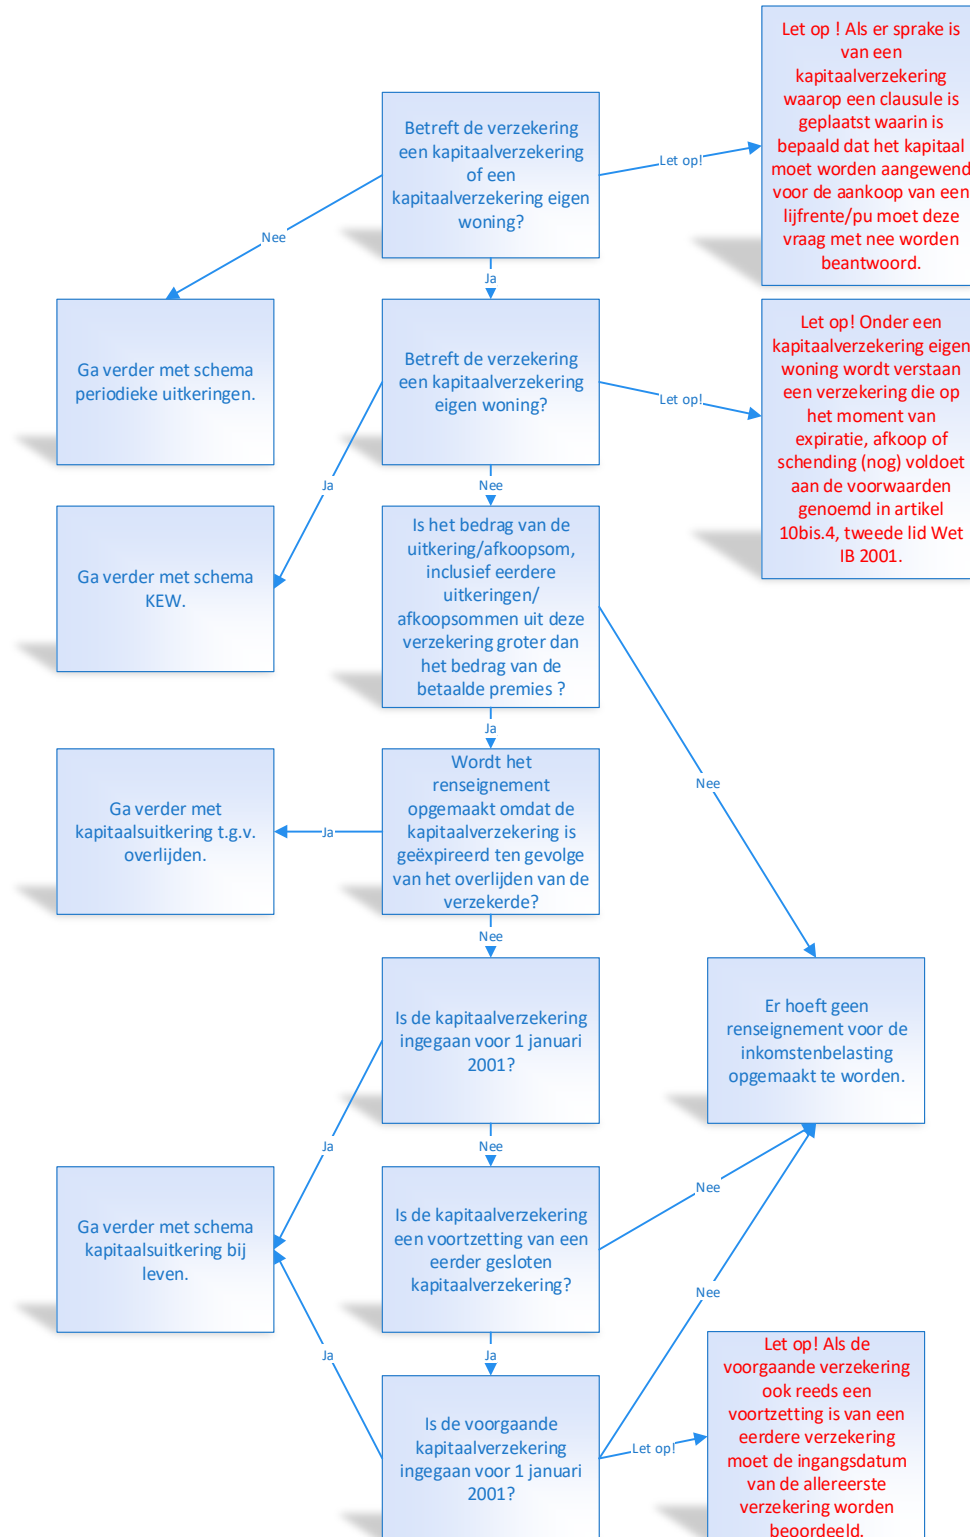 Let op ! Als er sprake is
van een
kapitaalverzekering
waarop een clausule is
geplaatst waarin is
bepaald dat het kapitaal
moet worden aangewend
voor de aankoop van een
lijfrente/pu moet deze
vraag met nee worden
beantwoord.
Betreft de verzekering
een kapitaalverzekering
of een
kapitaalverzekering eigen
woning?
Let op!
Nee
Ja
Ga verder met schema
periodieke uitkeringen.
Betreft de verzekering
een kapitaalverzekering
eigen woning?
Let op!
Let op! Onder een
kapitaalverzekering eigen
woning wordt verstaan
een verzekering die op
het moment van
expiratie, afkoop of
schending (nog) voldoet
aan de voorwaarden
genoemd in artikel
10bis.4, tweede lid Wet
IB 2001.
Ja
Nee
Ga verder met schema
KEW.
Is het bedrag van de
uitkering/afkoopsom,
inclusief eerdere
uitkeringen/
afkoopsommen uit deze
verzekering groter dan
het bedrag van de
betaalde premies ?
Ja
Nee
Ga verder met
kapitaalsuitkering t.g.v.
overlijden.
Ja
Wordt het
renseignement
opgemaakt omdat de
kapitaalverzekering is
geëxpireerd ten gevolge
van het overlijden van de
verzekerde?
Nee
Is de kapitaalverzekering
ingegaan voor 1 januari
2001?
Er hoeft geen
renseignement voor de
inkomstenbelasting
opgemaakt te worden.
Ja
Nee
Ga verder met schema
kapitaalsuitkering bij
leven.
Is de kapitaalverzekering
een voortzetting van een
eerder gesloten
kapitaalverzekering?
Nee
Nee
Ja
Ja
Is de voorgaande
kapitaalverzekering
ingegaan voor 1 januari
2001?
Let op!
Let op! Als de
voorgaande verzekering
ook reeds een
voortzetting is van een
eerdere verzekering
moet de ingangsdatum
van de allereerste
verzekering worden
beoordeeld.